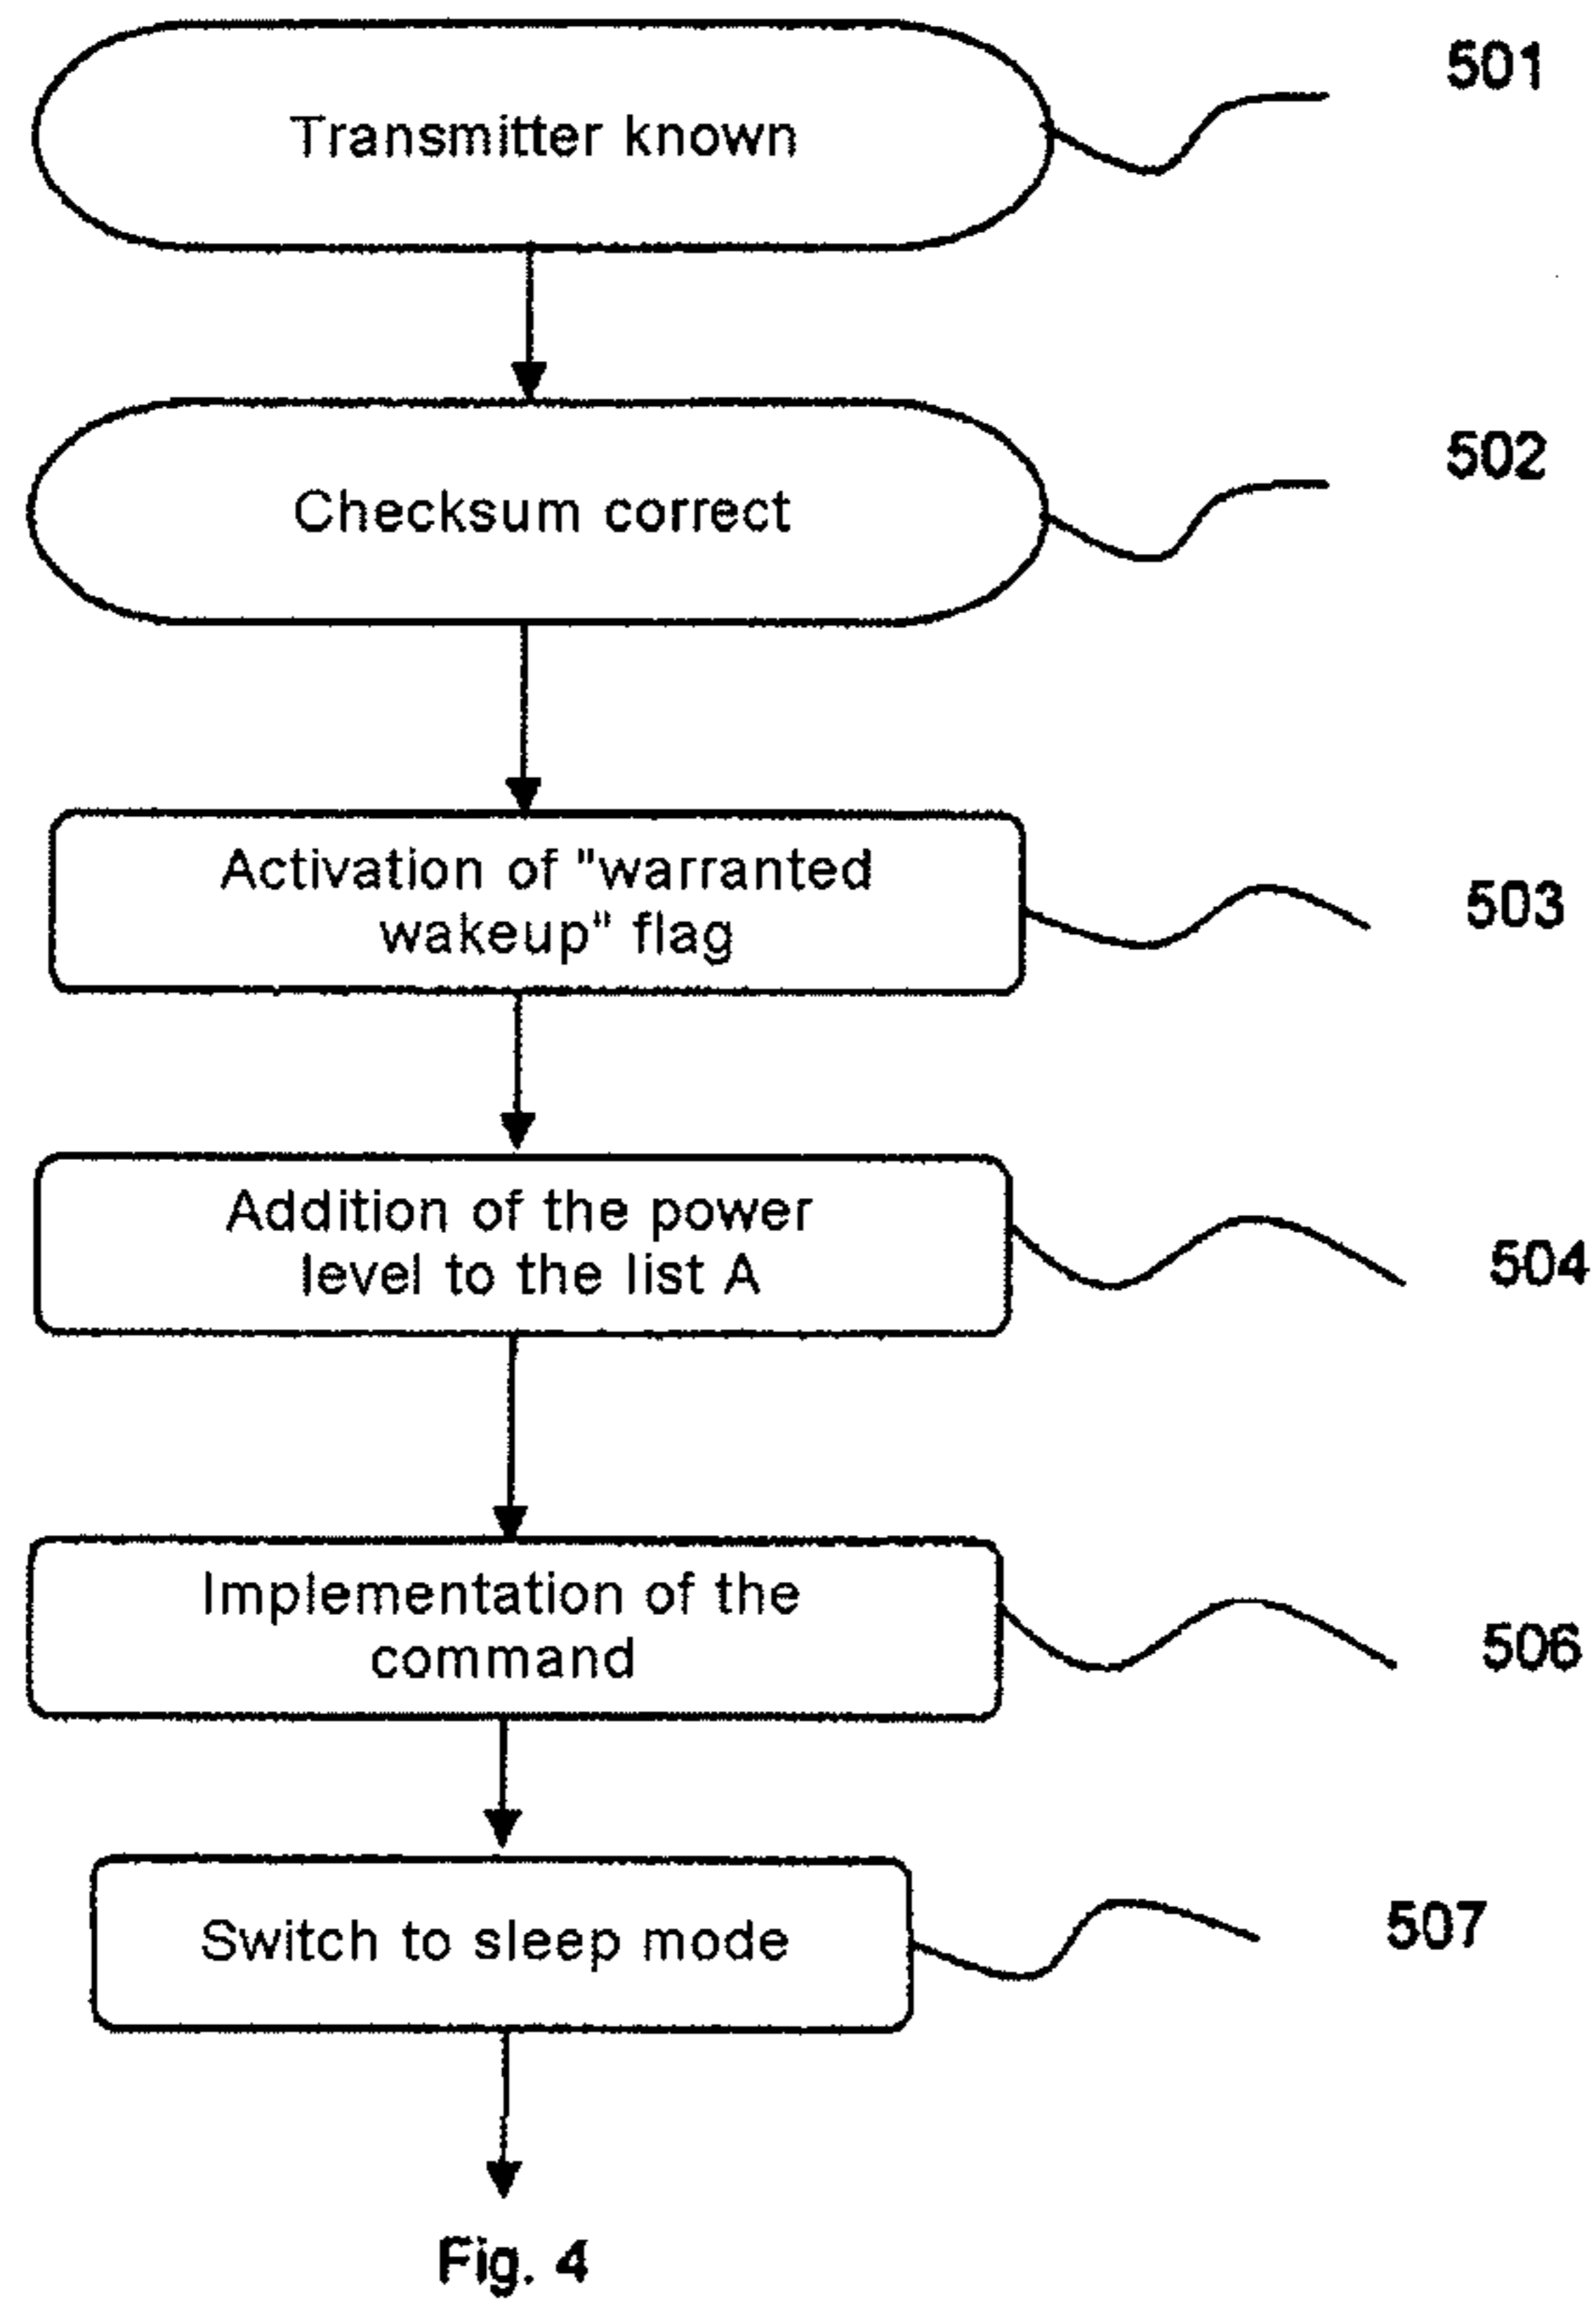 Transmitter known
501
Checksum correct
502
Activation of "warranted
wakeup" flag
503
Addition of the power
level to the list A
504
Implementation of the
command
506
Switch to sleep mode
507
Fig. 4